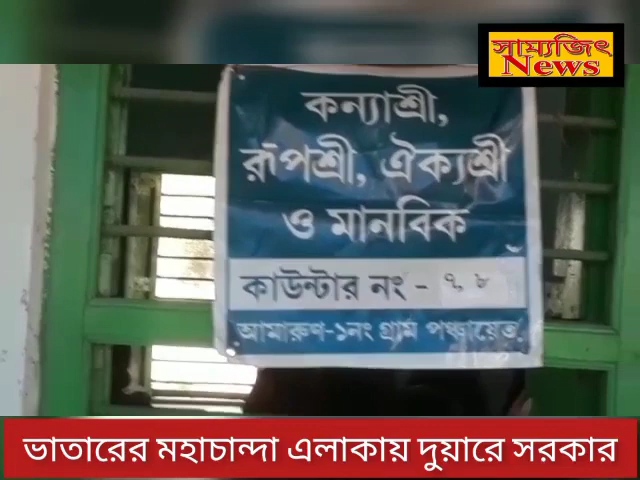 সাম্যজিৎ
News
কন্যাশ্রী,
রূপশ্রী, ঐক্যশ্রী
ও মানবিক
কাউন্টার নং - ৭, ৮
আমারুণ-১নং গ্রাম পঞ্চায়েত
ভাতারের মহাচান্দা এলাকায় দুয়ারে সরকার